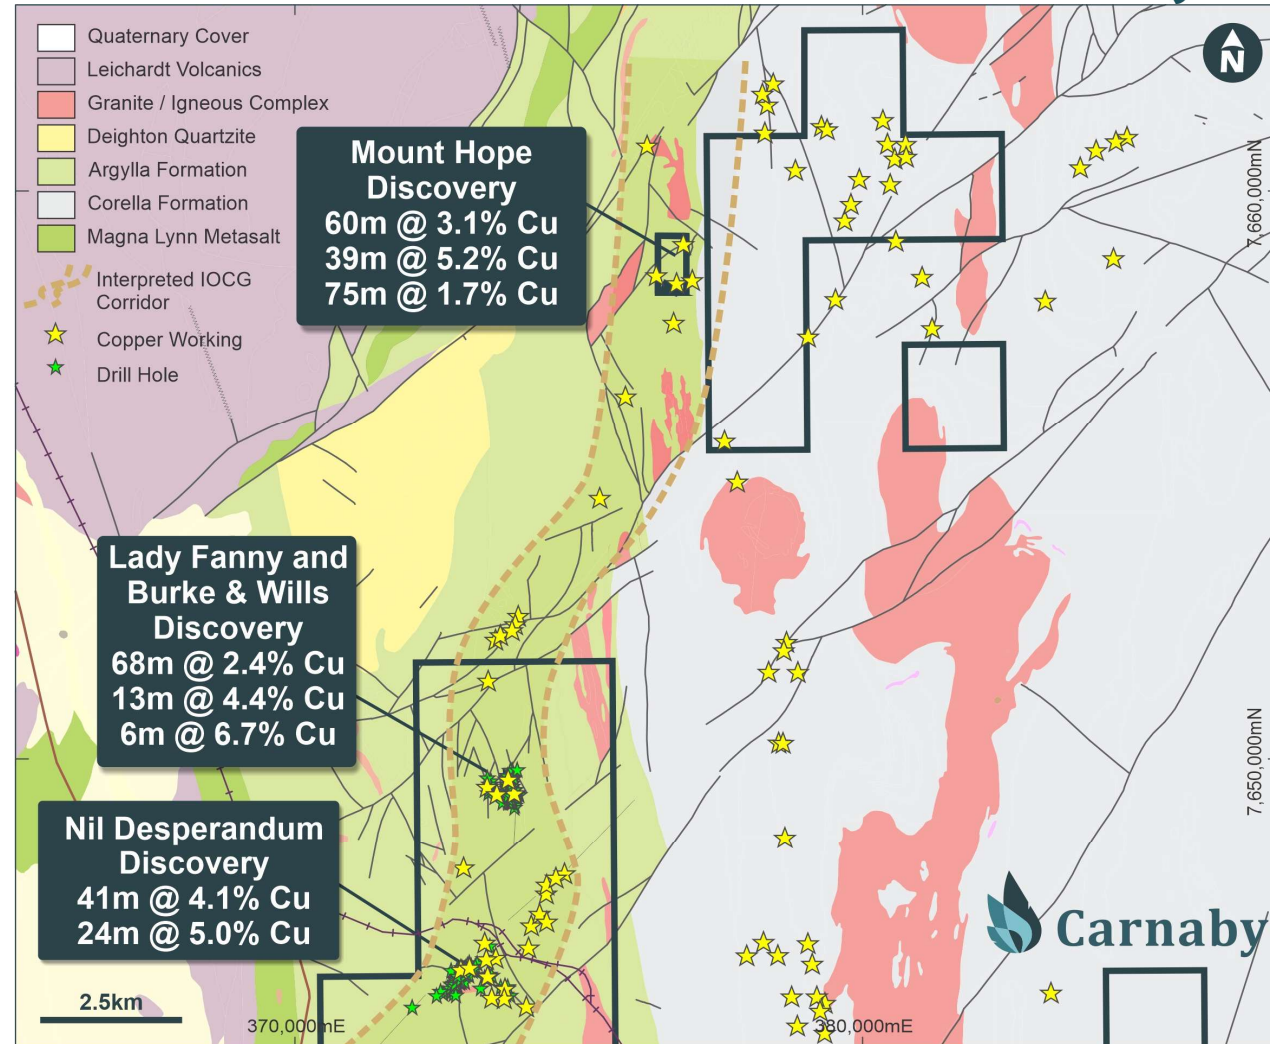 Quaternary Cover
Leichardt Volcanics
Granite / Igneous Complex
Deighton Quartzite
Argylla Formation
Corella Formation
Magna Lynn Metasalt
Interpreted IOCG
Corridor
Copper Working
Drill Hole
N
Mount Hope
Discovery
60m @ 3.1% Cu
39m @ 5.2% Cu
75m @ 1.7% Cu
7,660,000mN
Lady Fanny and
Burke & Wills
Discovery
68m @ 2.4% Cu
13m @ 4.4% Cu
6m @ 6.7% Cu
7,650,000mN
Nil Desperandum
Discovery
41m @ 4.1% Cu
24m @ 5.0% Cu
Carnaby
2.5km
370,000mE
380,000mE